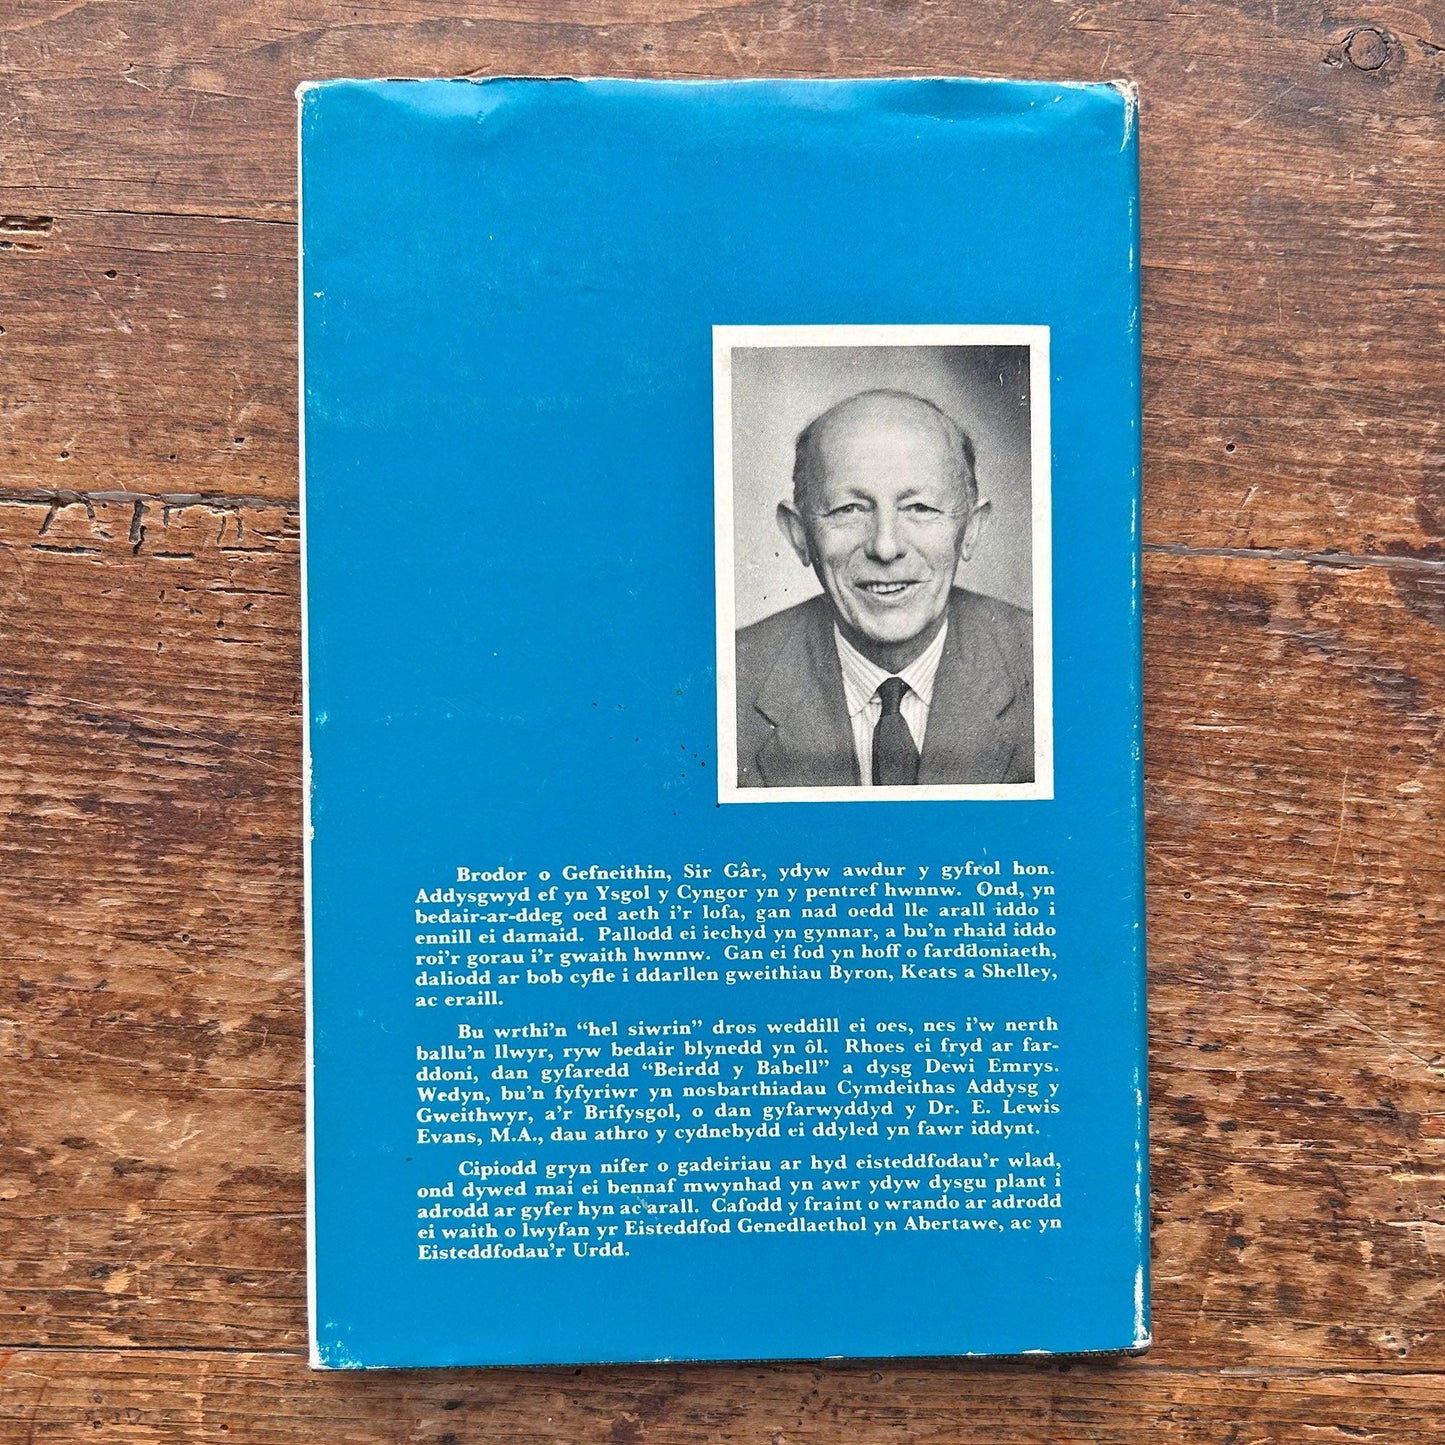 Brodor o Gefneithin, Sir Gâr, ydyw awdur y gyfrol hon.
Addysgwyd ef yn Ysgol y Cyngor yn y pentref hwnnw. Ond, yn
bedair-ar-ddeg oed aeth i'r lofa, gan nad oedd lle arall iddo i
ennill ei damaid. Pallodd ei iechyd yn gynnar, a bu'n rhaid iddo
roi'r gorau i'r gwaith hwnnw. Gan ei fod yn hoff o farddoniaeth,
daliodd ar bob cyfle i ddarllen gweithiau Byron, Keats a Shelley,
ac eraill.
Bu wrthi'n “hel siwrin” dros weddill ei oes, nes i'w nerth
ballu'n llwyr, ryw bedair blynedd yn ôl. Rhoes ei fryd ar far-
ddoni, dan gyfaredd “Beirdd y Babell” a dysg Dewi Emrys.
Wedyn, bu'n fyfyriwr yn nosbarthiadau Cymdeithas Addysg y
Gweithwyr, a'r Brifysgol, o dan gyfarwyddyd y Dr. E. Lewis
Evans, M.A., dau athro y cydnebydd ei ddyled yn fawr iddynt.
Cipiodd gryn nifer o gadeiriau ar hyd eisteddfodau'r wlad,
ond dywed mai ei bennaf mwynhad yn awr ydyw dysgu plant i
adrodd ar gyfer hyn ac arall. Cafodd y fraint o wrando ar adrodd
ei waith o lwyfan yr Eisteddfod Genedlaethol yn Abertawe, ac yn
Eisteddfodau'r Urdd.